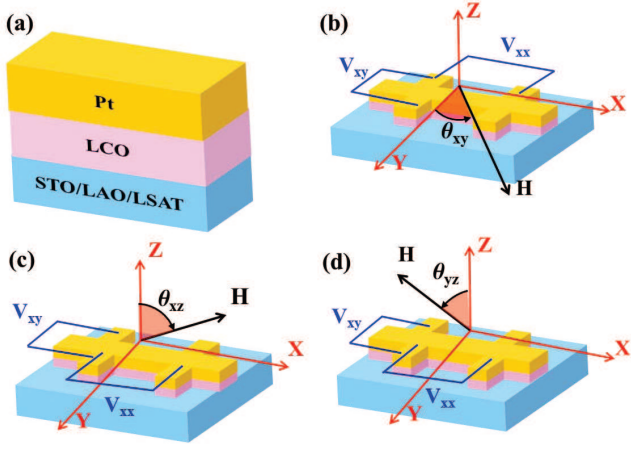 (a)
Pt
LCO
STO/LAO/LSAT
(b)
Z
Vxy
Vxx
X
θxy
Y
H
(c)
Z
θxz
H
Vxy
X
Vxx
Y
(d)
Z
H
θyz
Vxy
X
Vxx
Y